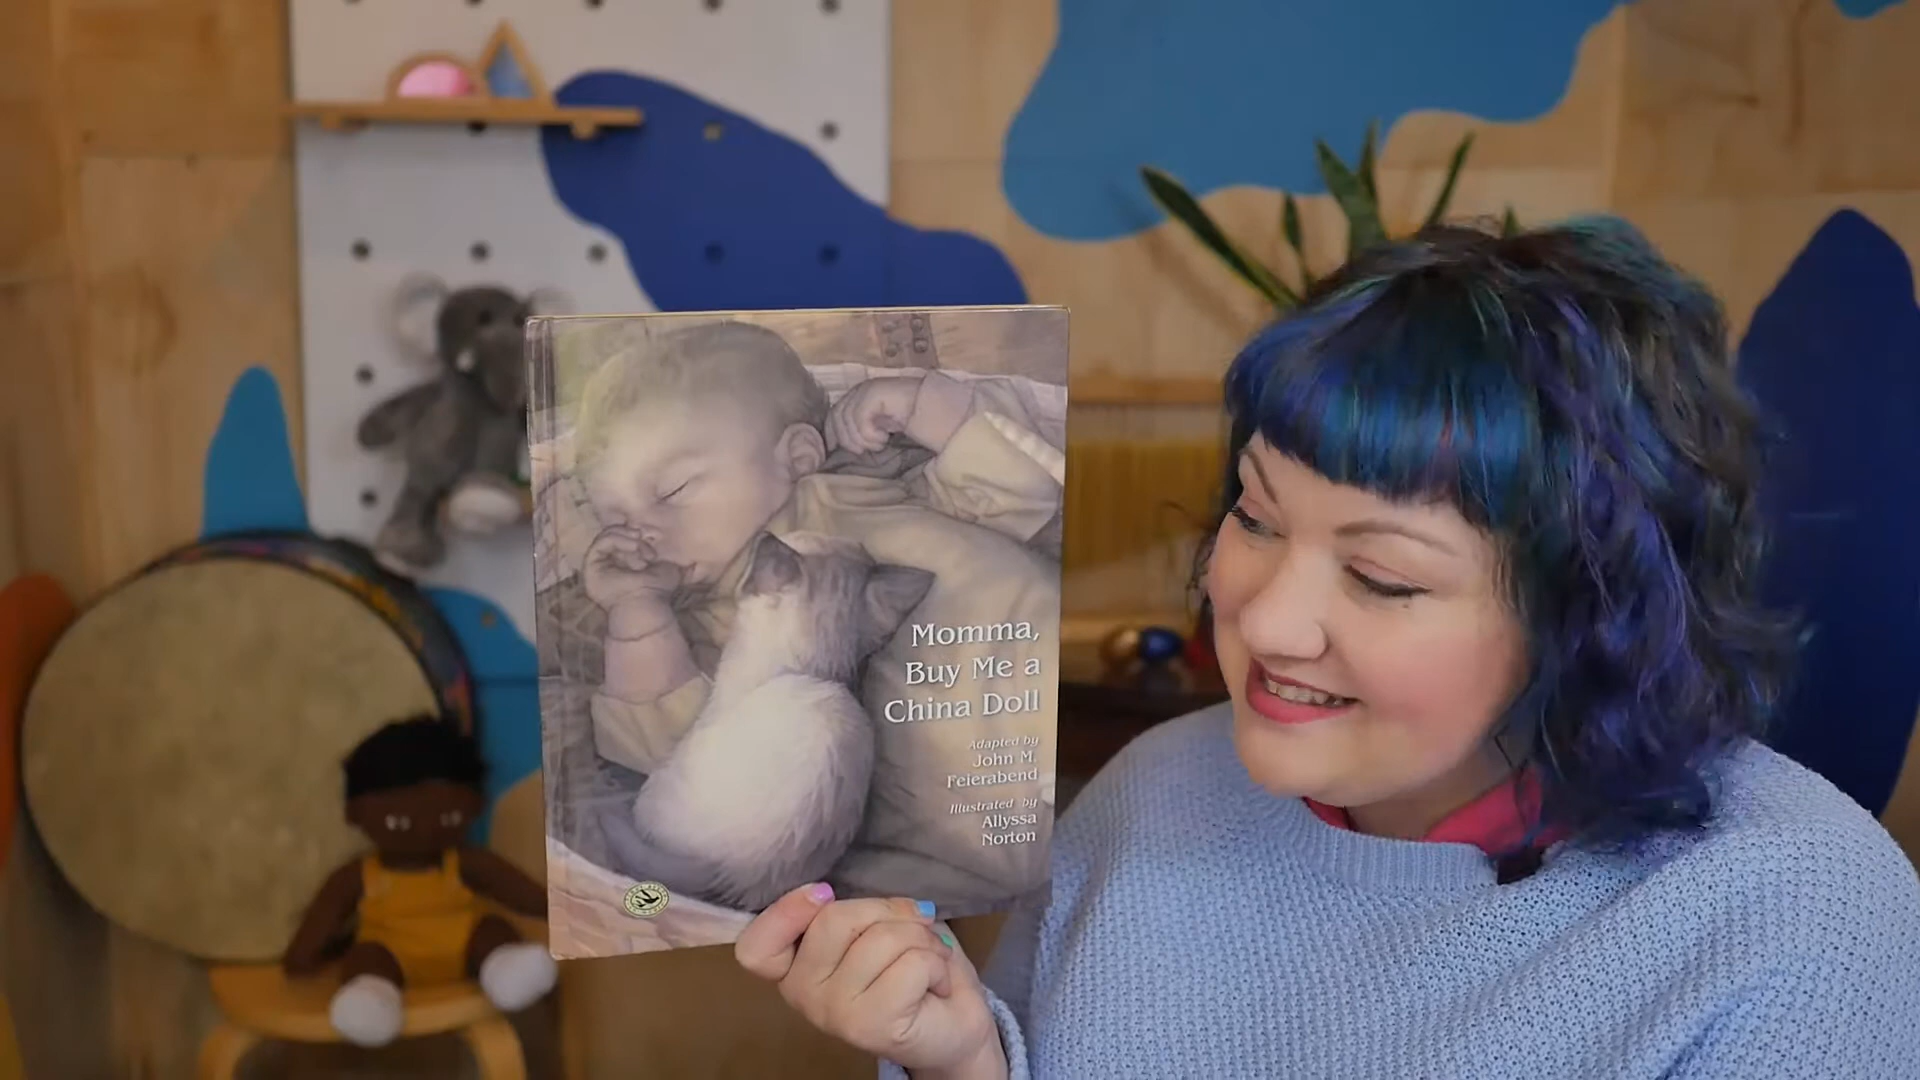 Momma,
Buy Me a
China Doll
Adapted by
John M.
Feierabend
Illustrated by
Allyssa
Norton